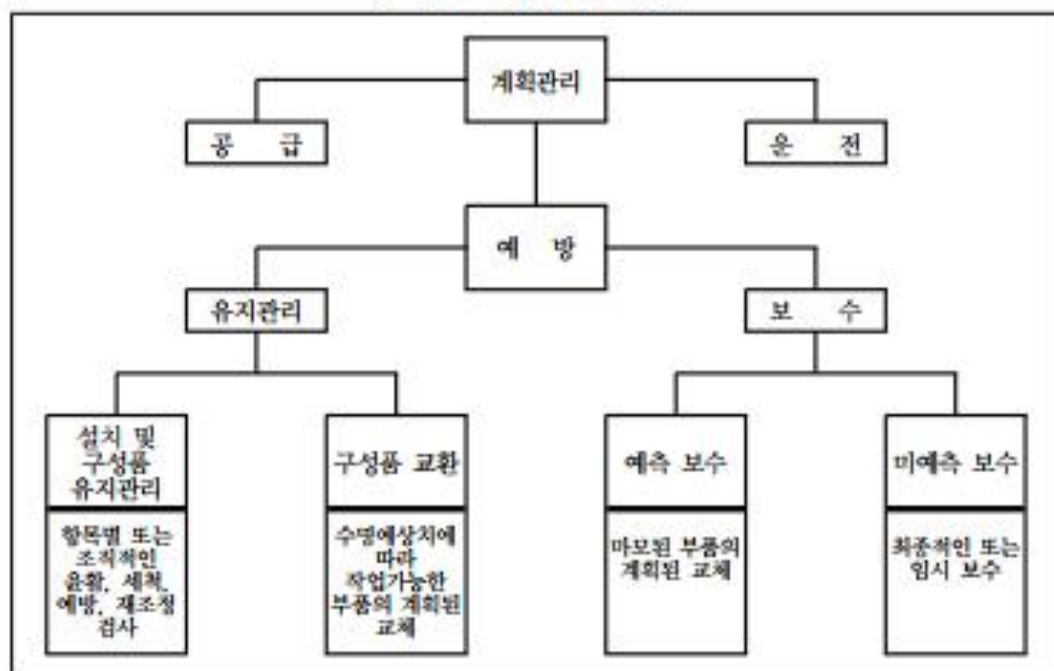 계획관리
공 급
운 전
예 방
유지관리
보 수
설치 및
구성품
유지관리
구성품 교환
예측 보수
미예측 보수
항목별 또는
조직적인
윤활, 세척,
예방, 재조정
검사
수명예상치에
따라
작업가능한
부품의 계획된
교체
마모된 부품의
계획된 교체
최종적인 또는
임시 보수